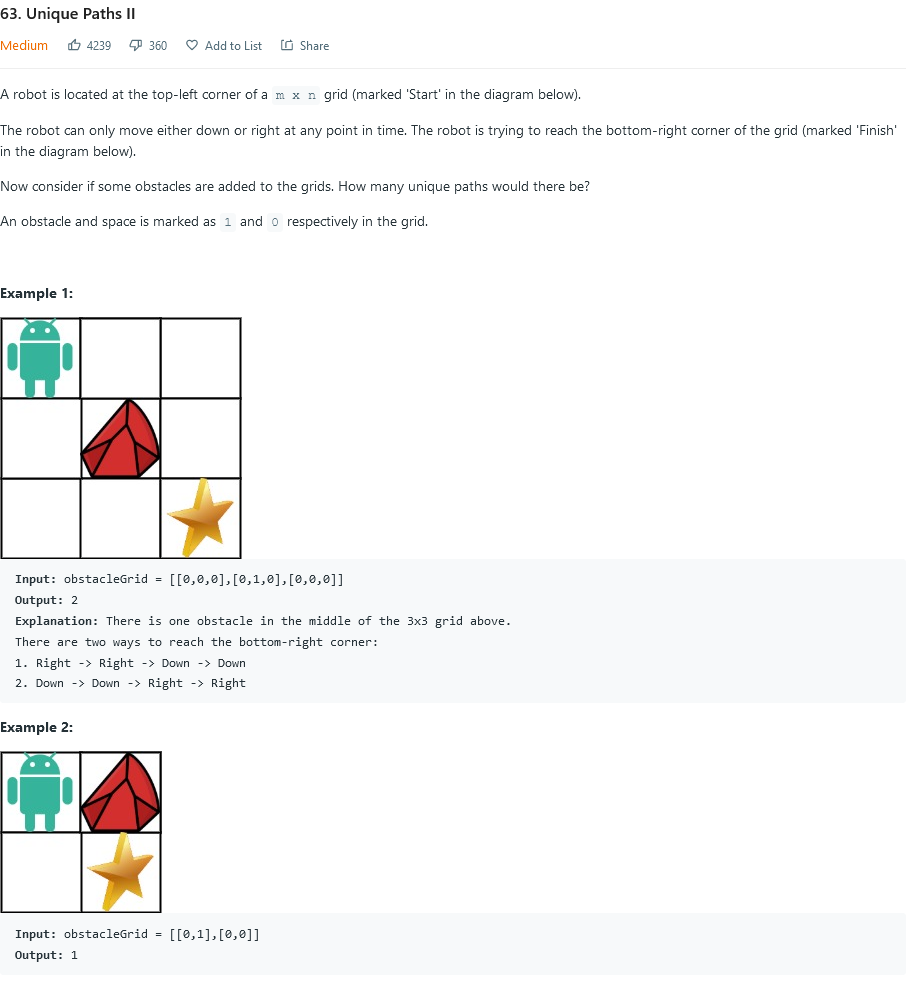 63. Unique Paths II
Medium 4239 360 Add to List Share
A robot is located at the top-left corner of a m x n grid (marked 'Start' in the diagram below).
The robot can only move either down or right at any point in time. The robot is trying to reach the bottom-right corner of the grid (marked 'Finish'
in the diagram below).
Now consider if some obstacles are added to the grids. How many unique paths would there be?
An obstacle and space is marked as 1 and 0 respectively in the grid.
Example 1:
Input: obstacleGrid = [[0,0,0],[0,1,0],[0,0,0]]
Output: 2
Explanation: There is one obstacle in the middle of the 3x3 grid above.
There are two ways to reach the bottom-right corner:
1. Right -> Right -> Down -> Down
2. Down -> Down -> Right -> Right
Example 2:
Input: obstacleGrid = [[0,1],[0,0]]
Output: 1